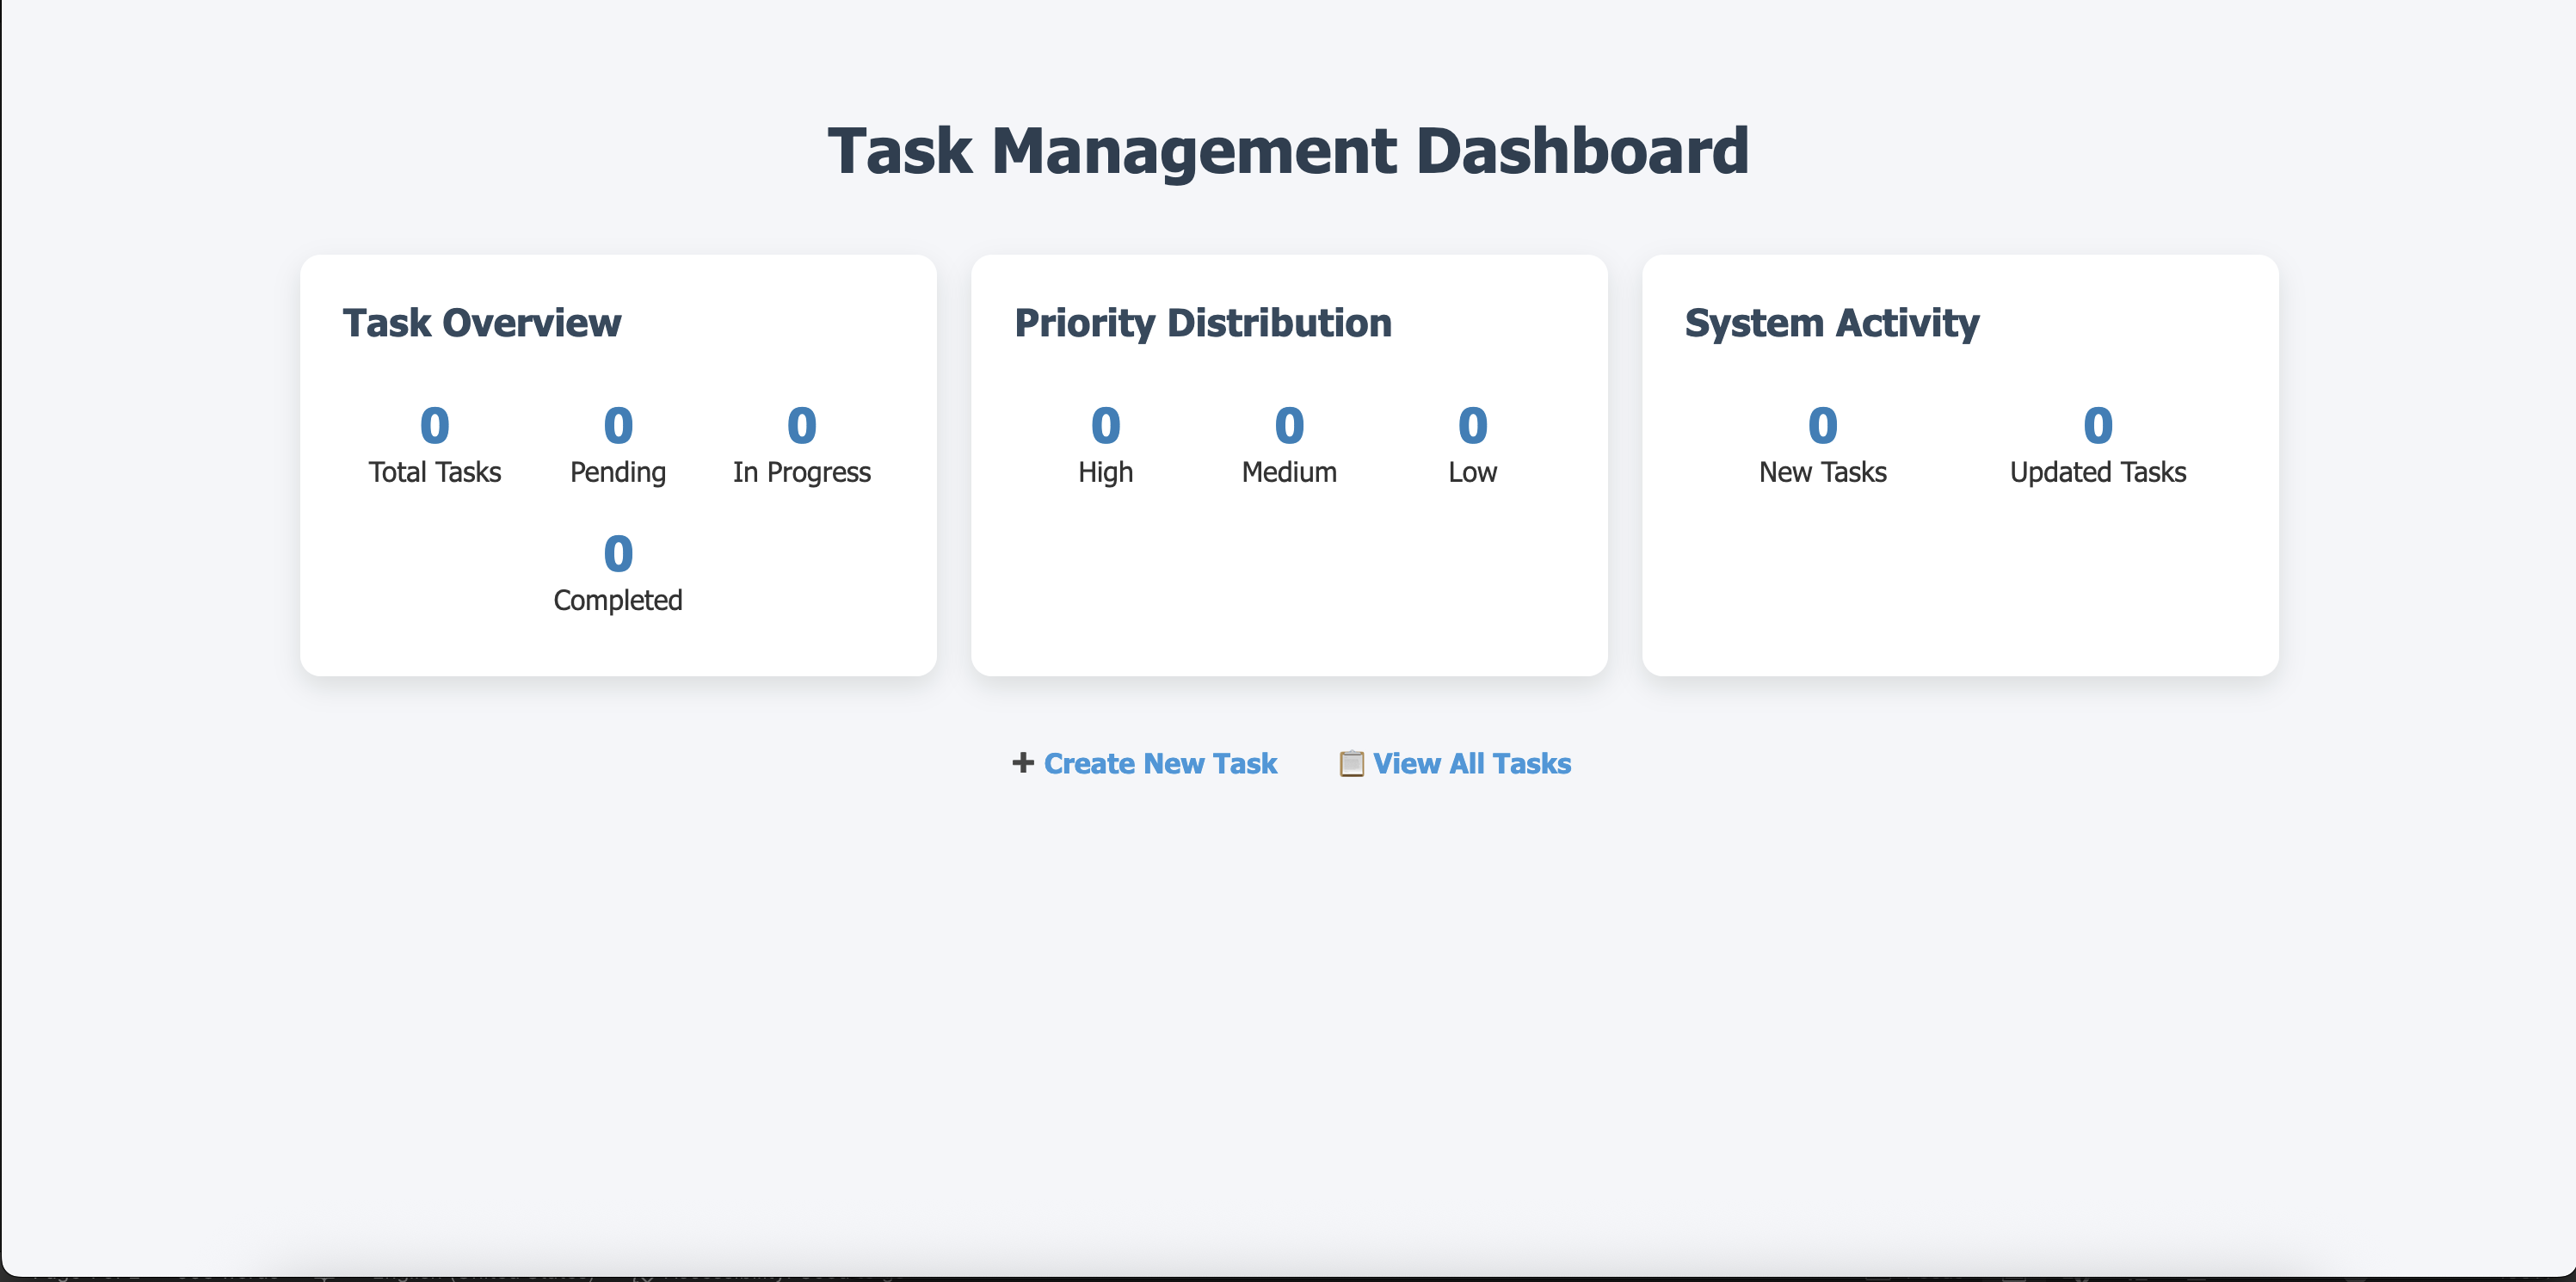 Task Management Dashboard
Task Overview
0
Total Tasks
0
Pending
0
In Progress
0
Completed
Priority Distribution
0
High
0
Medium
0
Low
System Activity
0
New Tasks
0
Updated Tasks
Create New Task
View All Tasks